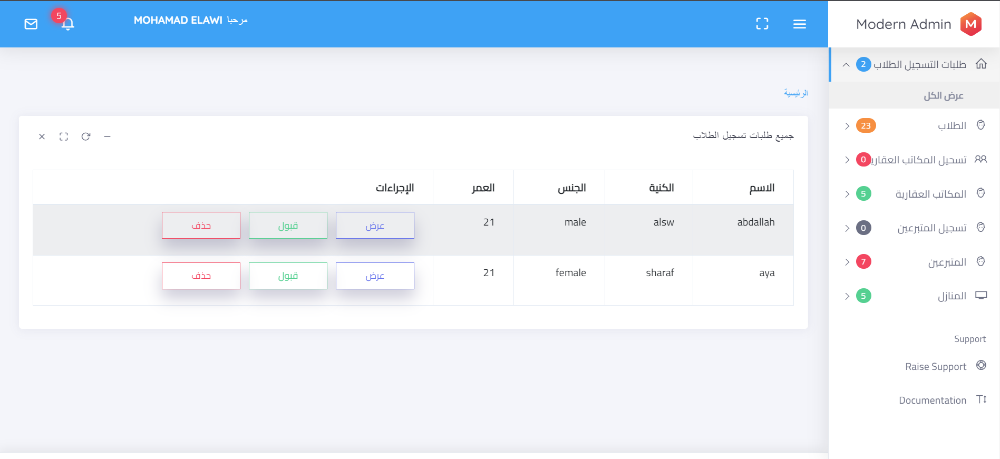 Modern Admin
مرحبا MOHAMAD ELAWI
5
طلبات التسجيل الطلاب 2
عرض الكل
الطلاب 23
تسحيل المكاتب العقاري 0
المكاتب العقارية 5
تسجيل المتبرعين 0
المتبرعين 7
المنازل 5
Support
Raise Support
Documentation
الرئيسية
جميع طلبات تسجيل الطلاب
الاسم الكنية الجنس العمر الإجراءات
abdallah alsw male 21 عرض قبول حذف
aya sharaf female 21 عرض قبول حذف